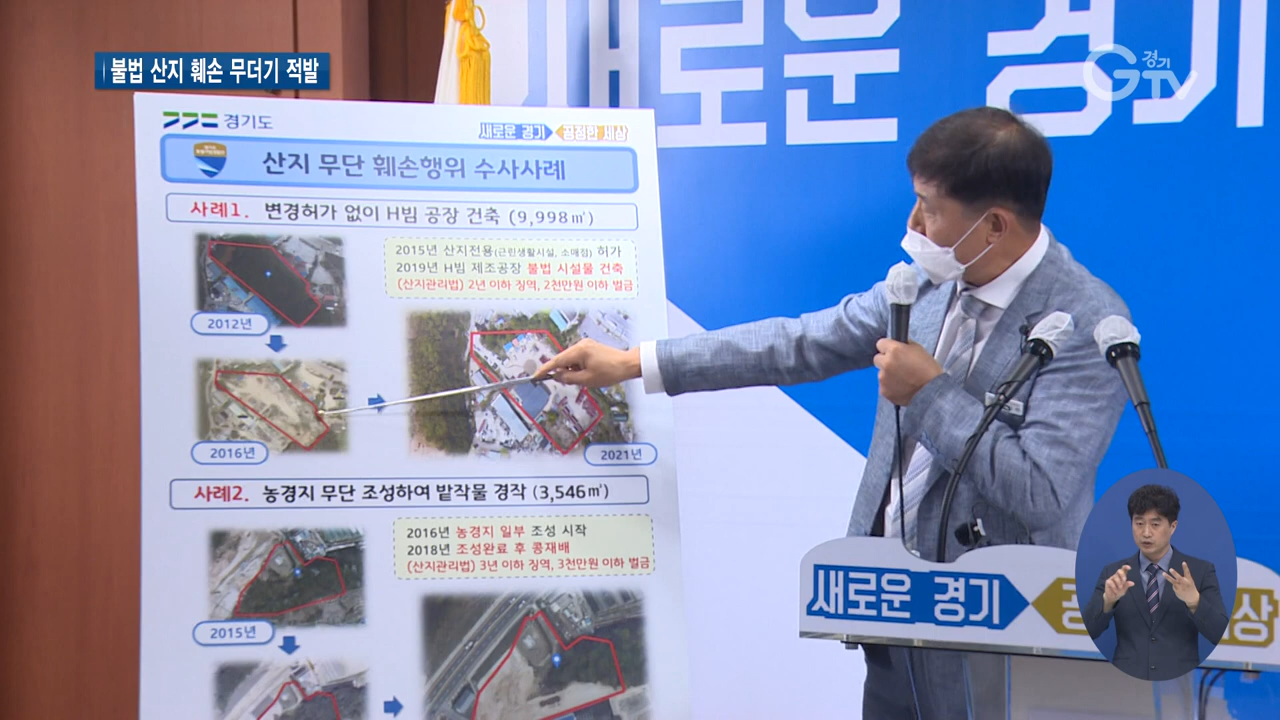 불법 산지 훼손 무더기 적발
경기
GTV
새로운 경기
경기도
새로운 경기 공정한 세상
산지 무단 훼손행위 수사사례
사례1. 변경허가 없이 H빔 공장 건축 (9,998㎡)
2015년 산지전용(근린생활시설, 소매점) 허가
2019년 H빔 제조공장 불법 시설물 건축
(산지관리법) 2년 이하 징역, 2천만원 이하 벌금
2012년
2016년
2021년
사례2. 농경지 무단 조성하여 밭작물 경작 (3,546㎡)
2016년 농경지 일부 조성 시작
2018년 조성완료 후 콩재배
(산지관리법) 3년 이하 징역, 3천만원 이하 벌금
2015년
새로운 경기
세상